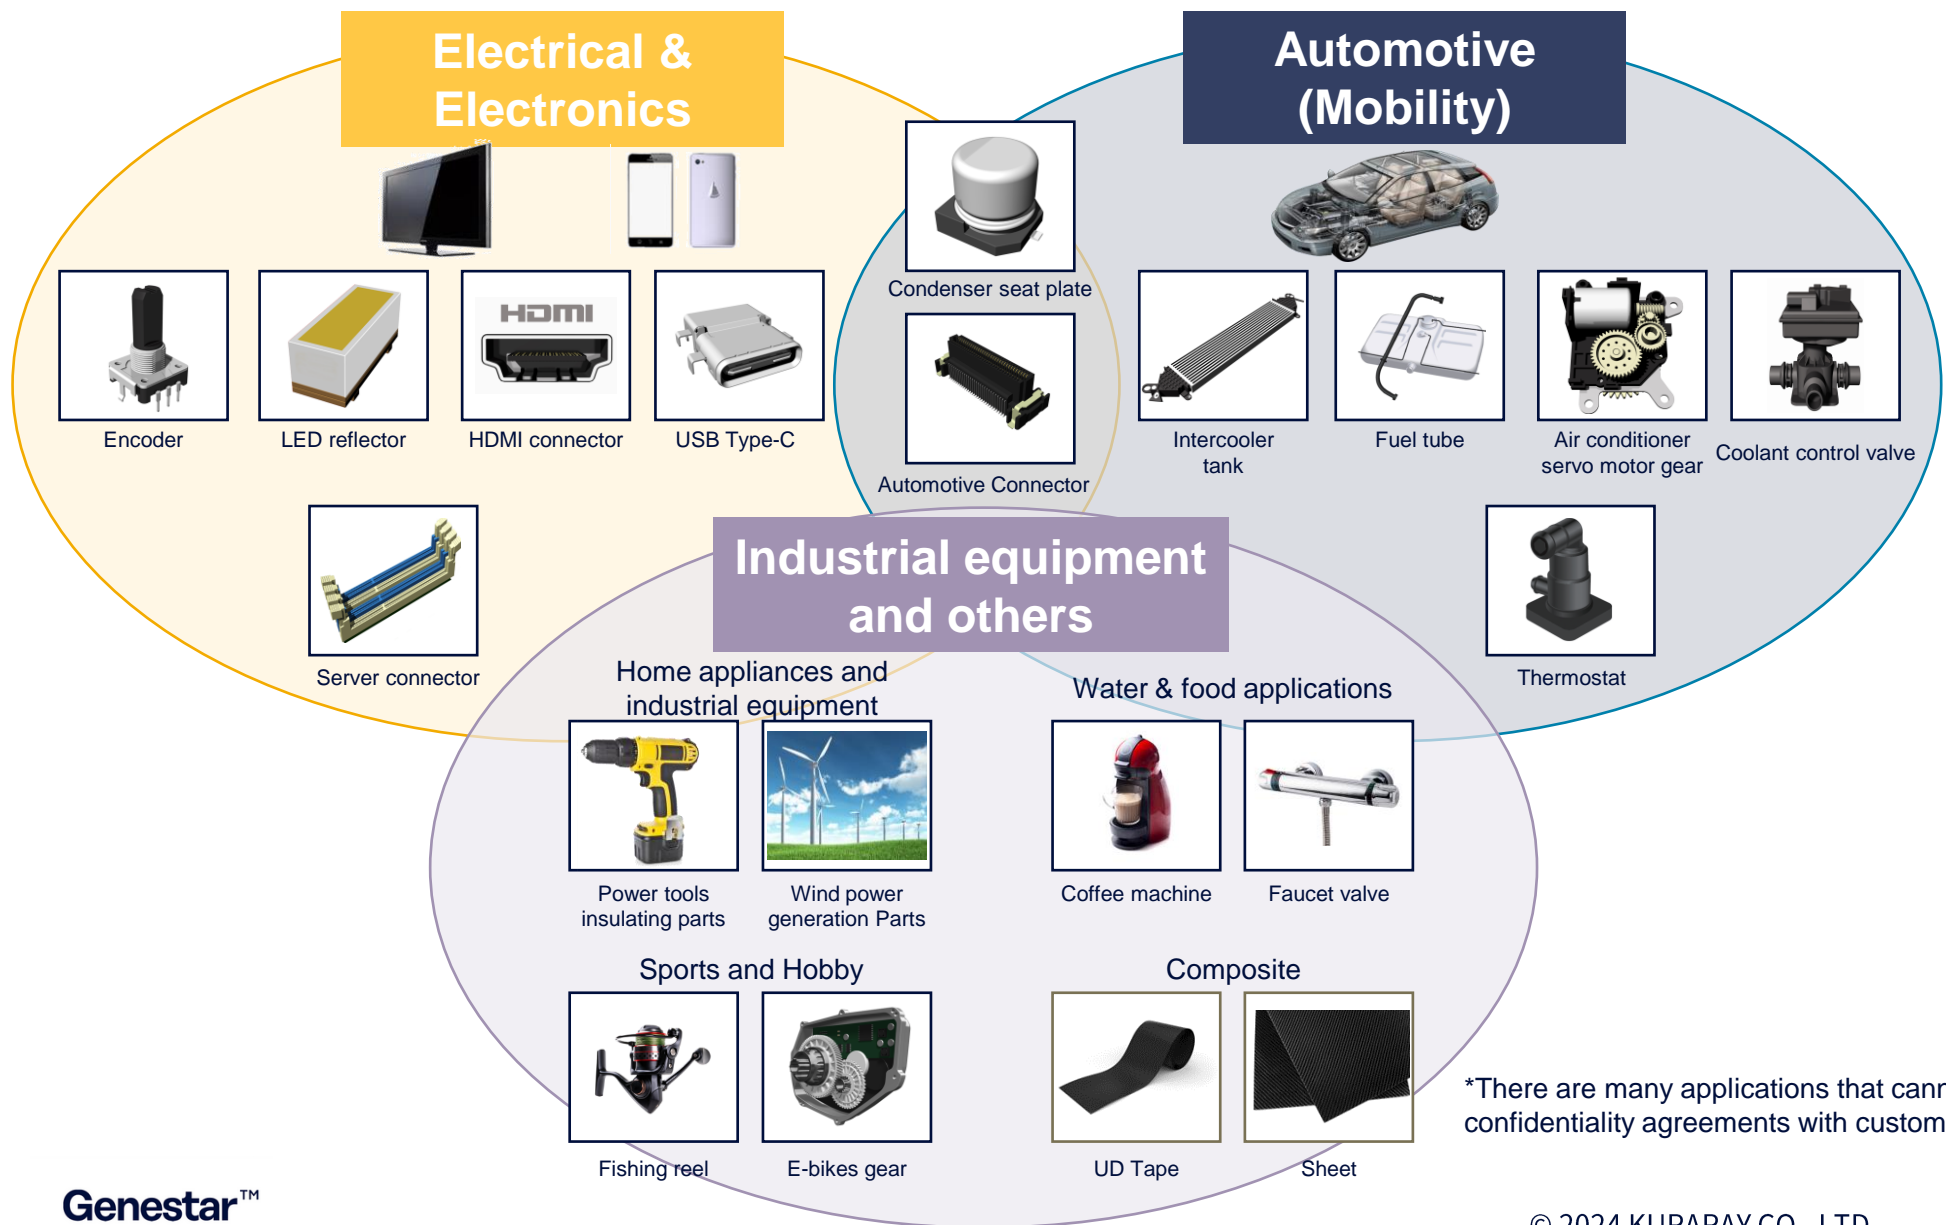 Electrical &
Electronics
Automotive
(Mobility)
Condenser seat plate
HDMI
Encoder
LED reflector
HDMI connector
USB Type-C
Automotive Connector
Intercooler
tank
Fuel tube
Air conditioner
servo motor gear
Coolant control valve
Server connector
Thermostat
Industrial equipment
and others
Home appliances and
industrial equipment
Water & food applications
Power tools
insulating parts
Wind power
generation Parts
Coffee machine
Faucet valve
Sports and Hobby
Composite
Fishing reel
E-bikes gear
UD Tape
Sheet
*There are many applications that cann
confidentiality agreements with custom
Genestar™
© 2024 KURARAY CO., LTD